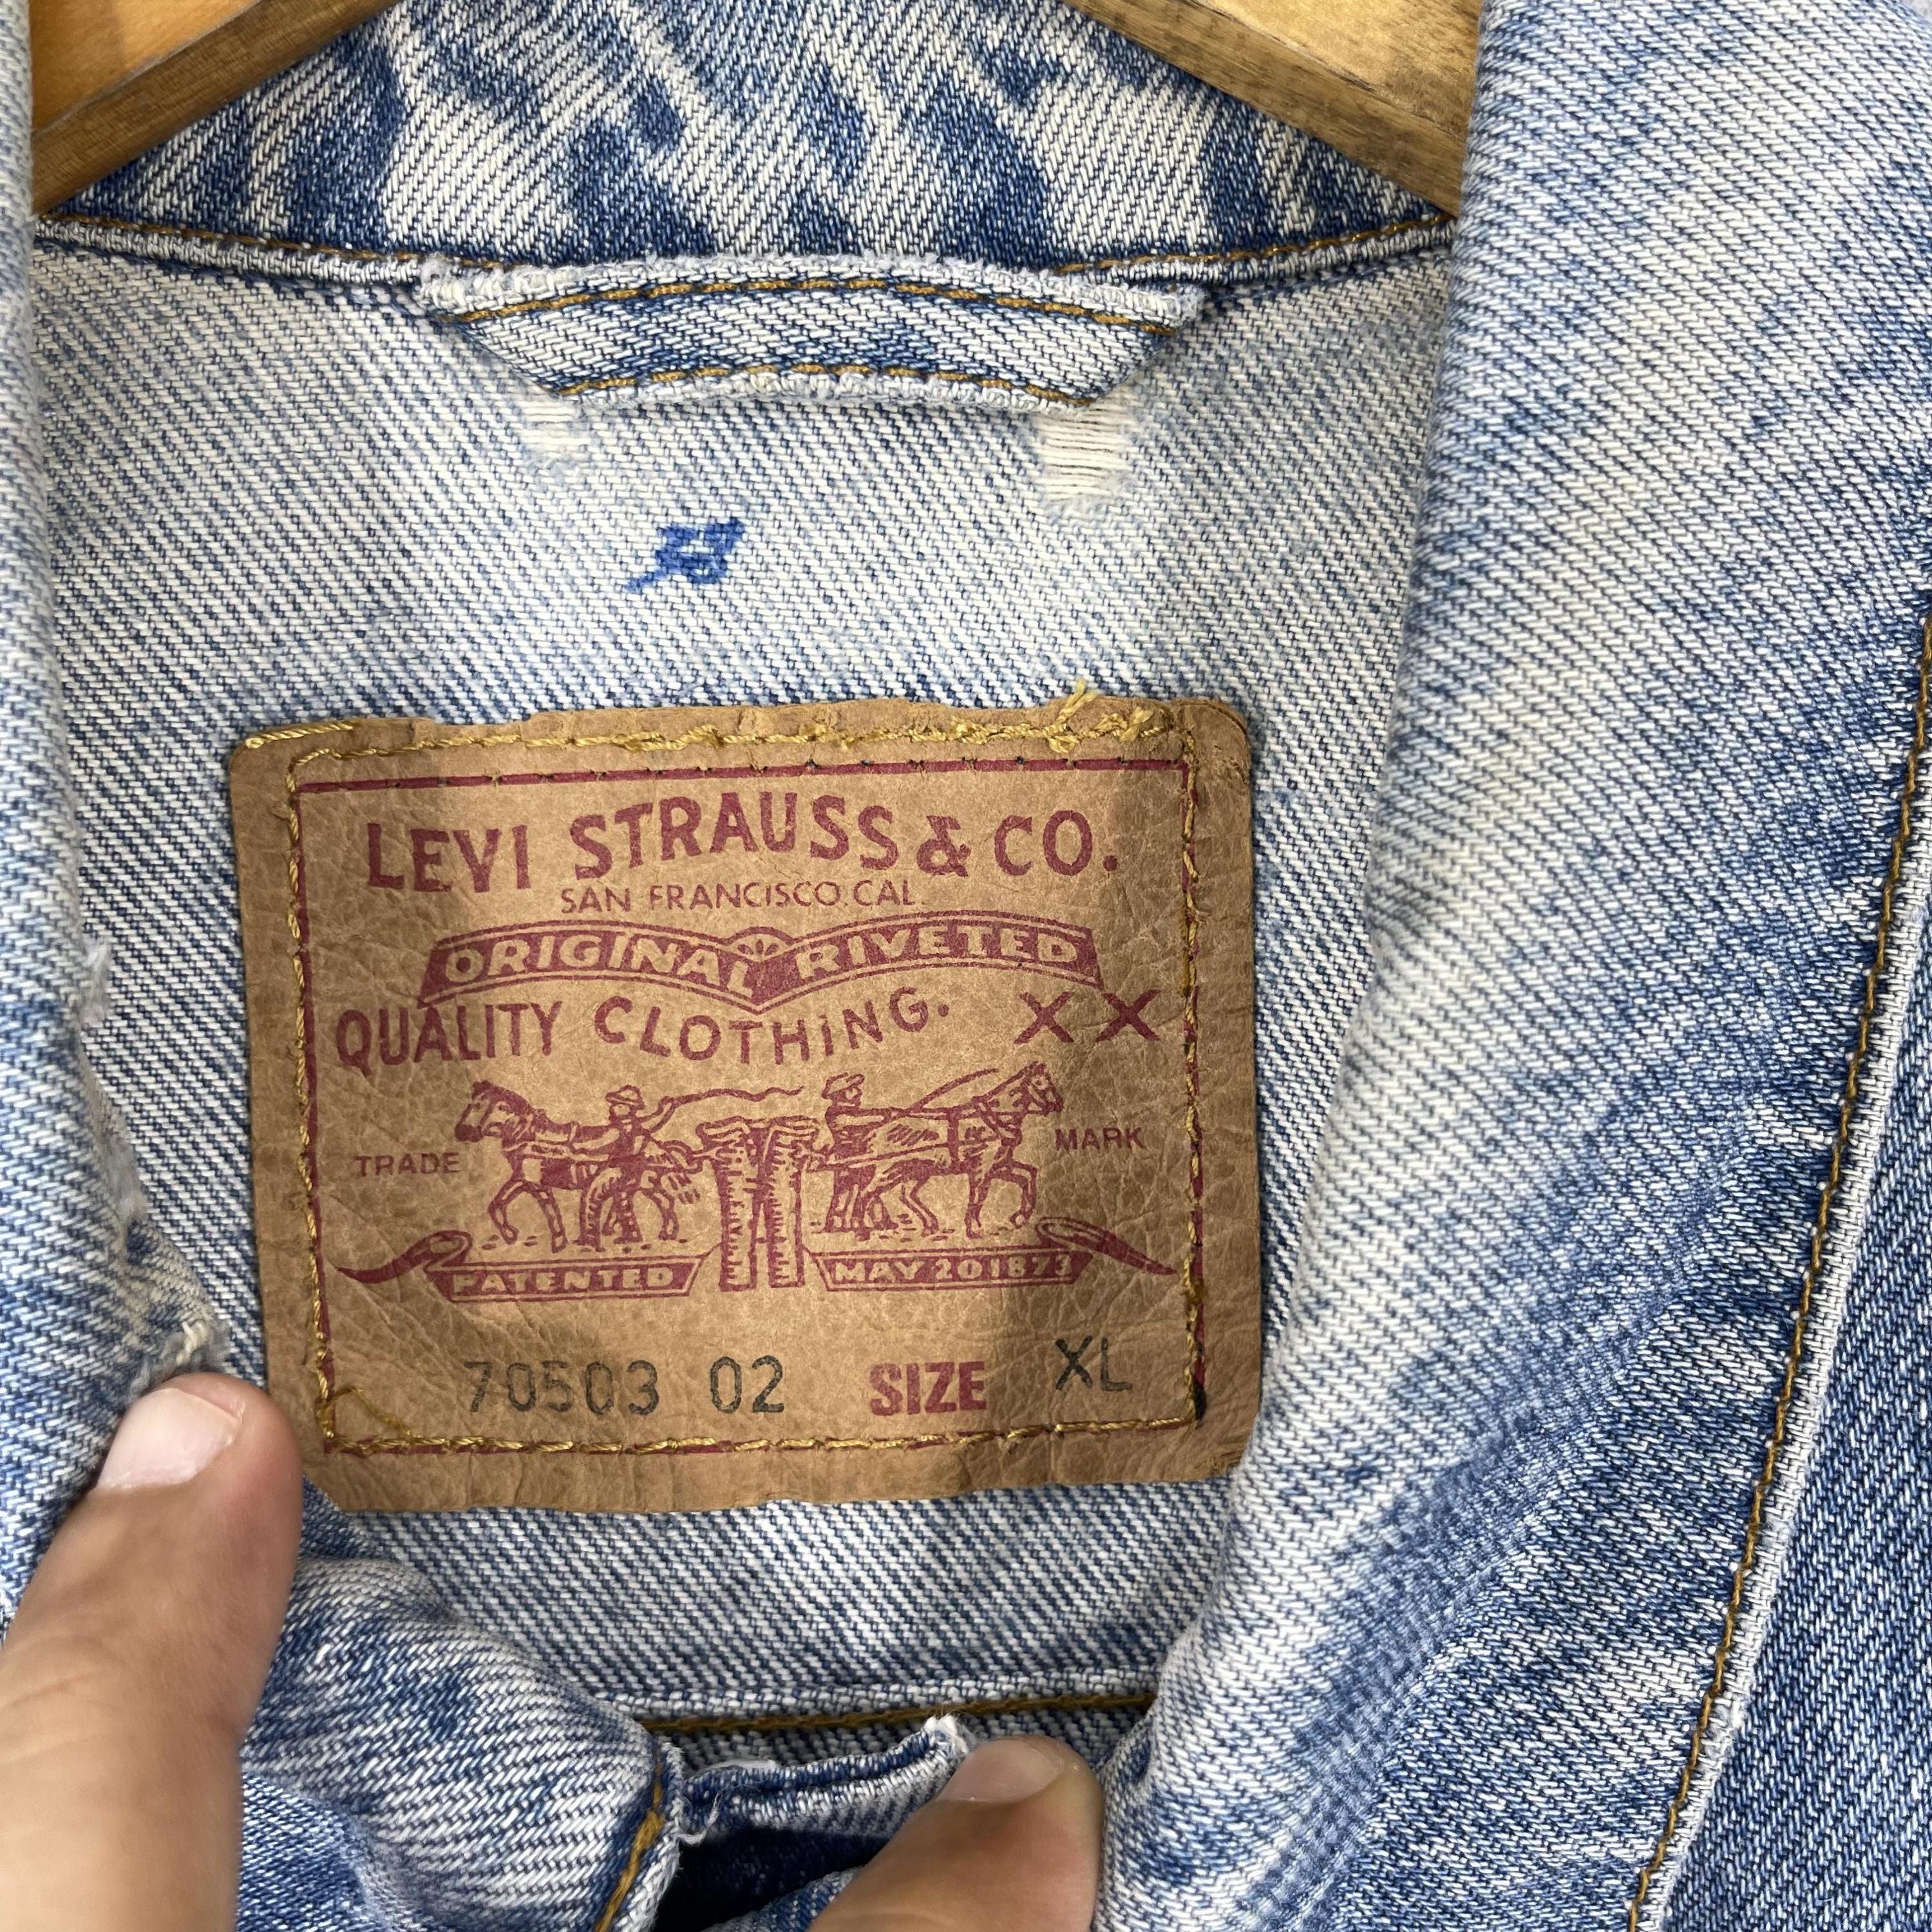 LEVI STRAUSS & CO.
SAN FRANCISCO.CAL.
ORIGINAL RIVETED
QUALITY CLOTHING. XX
TRADE MARK
PATENTED MAY 20 1873
70503 02 SIZE XL